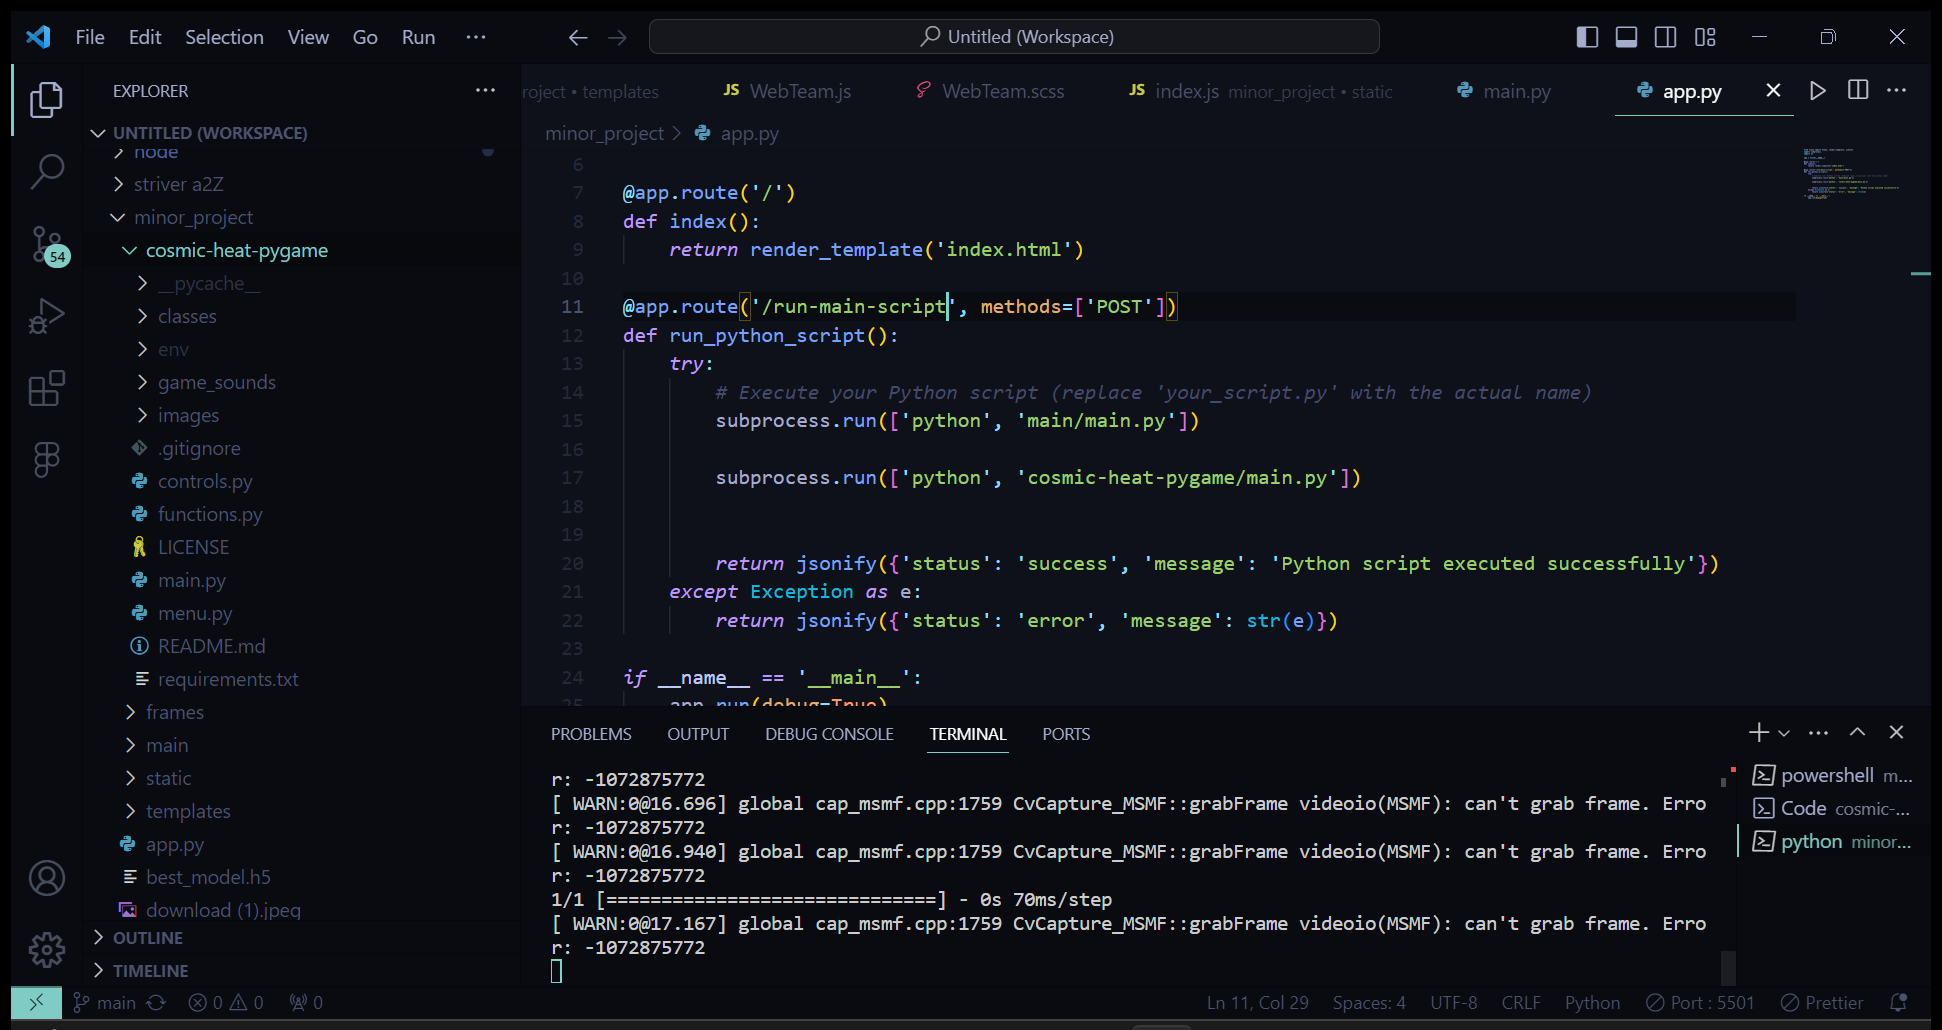 File Edit Selection View Go Run ···
Untitled (Workspace)
EXPLORER
roject • templates
JS WebTeam.js
WebTeam.scss
JS index.js minor_project • static
main.py
app.py
minor_project > app.py
UNTITLED (WORKSPACE)
node
striver a2Z
minor_project
cosmic-heat-pygame
__pycache__
classes
env
game_sounds
images
.gitignore
controls.py
functions.py
LICENSE
main.py
menu.py
README.md
requirements.txt
frames
main
static
templates
app.py
best_model.h5
download (1).jpeg
OUTLINE
TIMELINE
54
6
7 @app.route('/')
8 def index():
9 return render_template('index.html')
10
11 @app.route('/run-main-script', methods=['POST'])
12 def run_python_script():
13 try:
14 # Execute your Python script (replace 'your_script.py' with the actual name)
15 subprocess.run(['python', 'main/main.py'])
16
17 subprocess.run(['python', 'cosmic-heat-pygame/main.py'])
18
19
20 return jsonify({'status': 'success', 'message': 'Python script executed successfully'})
21 except Exception as e:
22 return jsonify({'status': 'error', 'message': str(e)})
23
24 if __name__ == '__main__':
25 app.run(debug=True)
PROBLEMS OUTPUT DEBUG CONSOLE TERMINAL PORTS
r: -1072875772
[ WARN:0@16.696] global cap_msmf.cpp:1759 CvCapture_MSMF::grabFrame videoio(MSMF): can't grab frame. Erro
r: -1072875772
[ WARN:0@16.940] global cap_msmf.cpp:1759 CvCapture_MSMF::grabFrame videoio(MSMF): can't grab frame. Erro
r: -1072875772
1/1 [==============================] - 0s 70ms/step
[ WARN:0@17.167] global cap_msmf.cpp:1759 CvCapture_MSMF::grabFrame videoio(MSMF): can't grab frame. Erro
r: -1072875772
powershell m...
Code cosmic-...
python minor...
main 0 0 0
Ln 11, Col 29 Spaces: 4 UTF-8 CRLF Python Port : 5501 Prettier